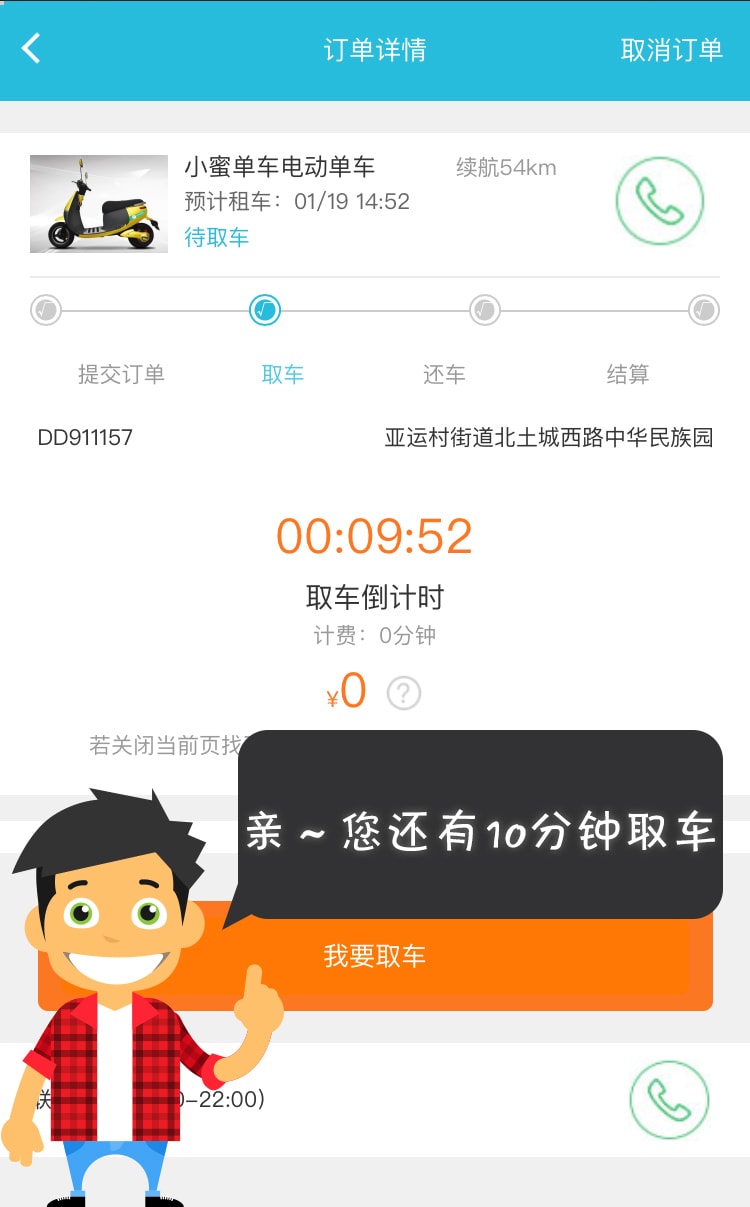 订单详情
取消订单
小蜜单车电动单车
续航54km
预计租车：01/19 14:52
待取车
提交订单
取车
还车
结算
DD911157
亚运村街道北土城西路中华民族园
00:09:52
取车倒计时
计费：0分钟
¥0
?
若关闭当前页找
亲~您还有10分钟取车
我要取车
联
0-22:00)